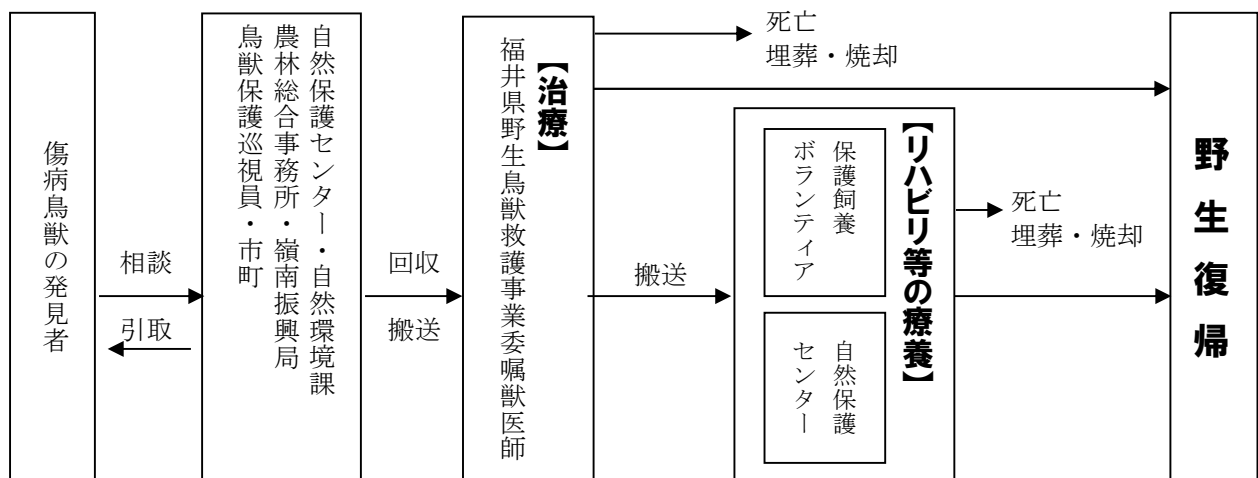 傷病鳥獣の発見者
相談
引取
自然保護センター・自然環境課
農林総合事務所・嶺南振興局
鳥獣保護巡視員・市町
回収
搬送
【治療】
福井県野生鳥獣救護事業委嘱獣医師
死亡
埋葬・焼却
搬送
【リハビリ等の療養】
保護飼養
ボランティア
自然保護
センター
死亡
埋葬・焼却
野生復帰